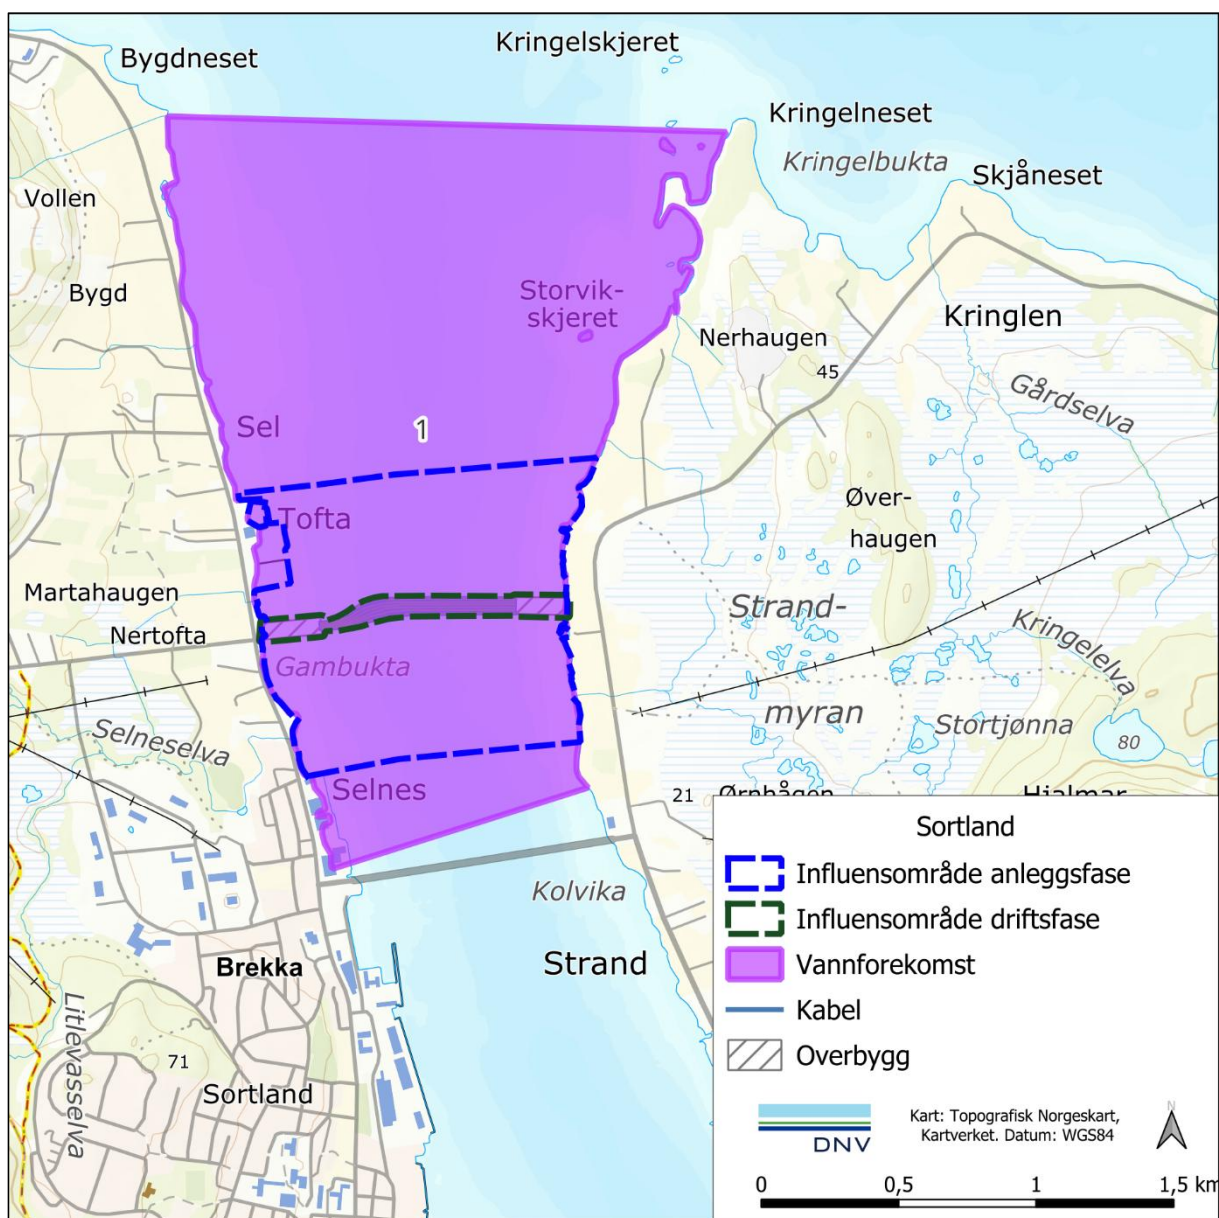 Kringelskjeret
Bygdneset
Kringelneset
Kringelbukta
Skjåneset
Vollen
Bygd
Storvik-
skjeret
Kringlen
Nerhaugen
45
Gårdselva
Sel
1
Øver-
haugen
Tofta
Martahaugen
Strand-
Nertofta
Kringelelva
Gambukta
myran
Stortjønna
Selneselva
80
Selnes
21
Ørnhågen
Hjalmar
Kolvika
Brekka
Strand
Litlevasselva
71
Sortland
Sortland
Influensområde anleggsfase
Influensområde driftsfase
Vannforekomst
Kabel
Overbygg
DNV
Kart: Topografisk Norgeskart,
Kartverket. Datum: WGS84
N
0 0,5 1 1,5 km